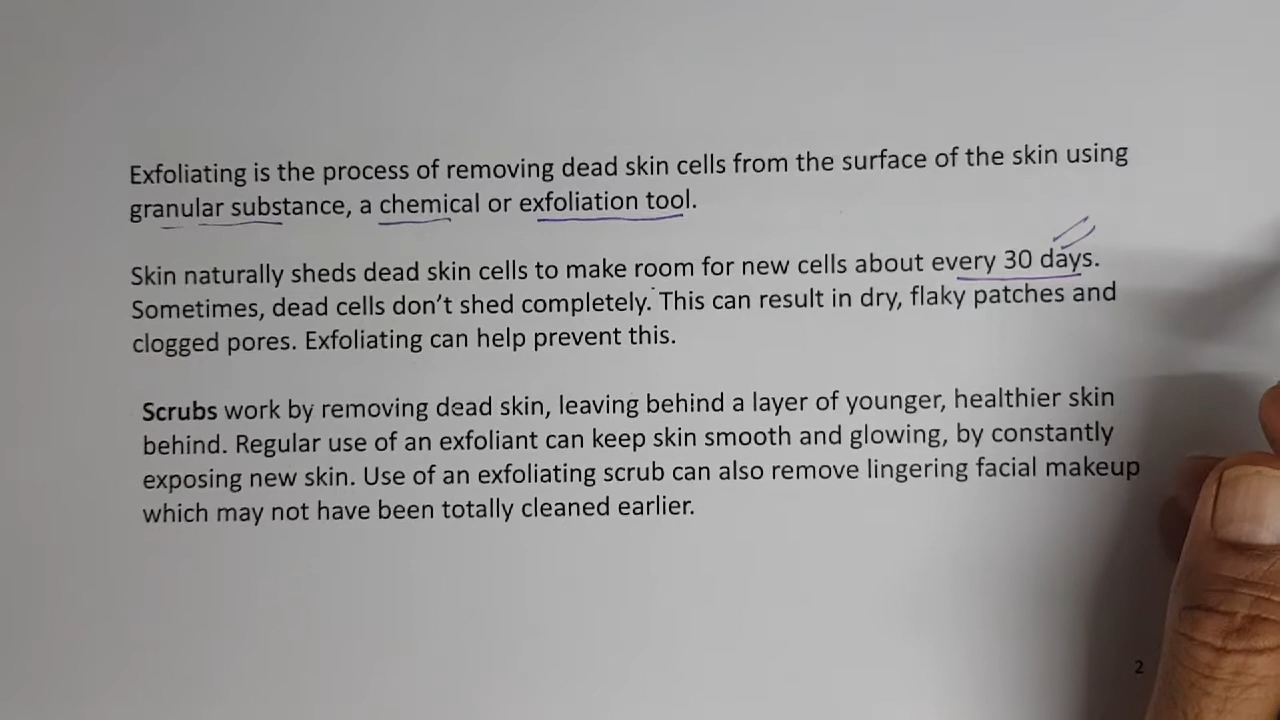 Exfoliating is the process of removing dead skin cells from the surface of the skin using
granular substance, a chemical or exfoliation tool.
Skin naturally sheds dead skin cells to make room for new cells about every 30 days.
Sometimes, dead cells don’t shed completely. This can result in dry, flaky patches and
clogged pores. Exfoliating can help prevent this.
Scrubs work by removing dead skin, leaving behind a layer of younger, healthier skin
behind. Regular use of an exfoliant can keep skin smooth and glowing, by constantly
exposing new skin. Use of an exfoliating scrub can also remove lingering facial makeup
which may not have been totally cleaned earlier.
2